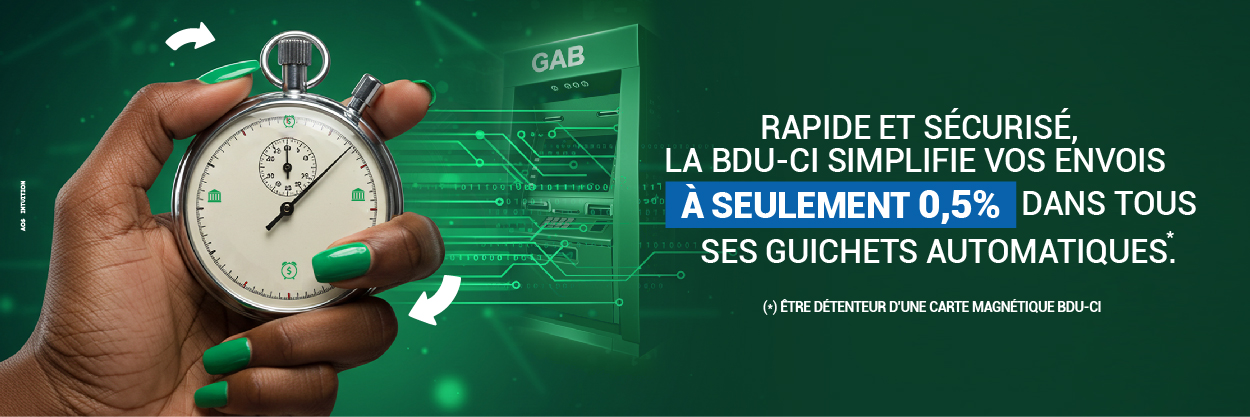 GAB
RAPIDE ET SÉCURISÉ,
LA BDU-CI SIMPLIFIE VOS ENVOIS
À SEULEMENT 0,5% DANS TOUS
SES GUICHETS AUTOMATIQUES.*
(*) ÊTRE DÉTENTEUR D'UNE CARTE MAGNÉTIQUE BDU-CI